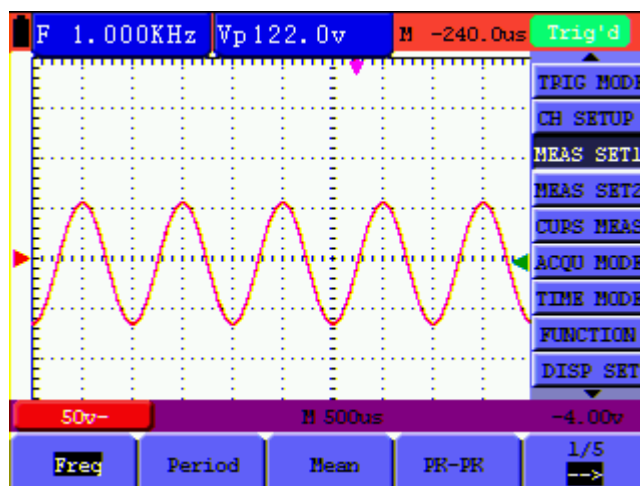 F 1.000KHz Vp122.0v M -240.0us Trig'd
TRIG MODE
CH SETUP
MEAS SET1
MEAS SET2
CURS MEAS
ACQU MODE
TIME MODE
FUNCTION
DISP SET
50v~ M 500us -4.00v
Freq Period Mean PK-PK 1/5
-->